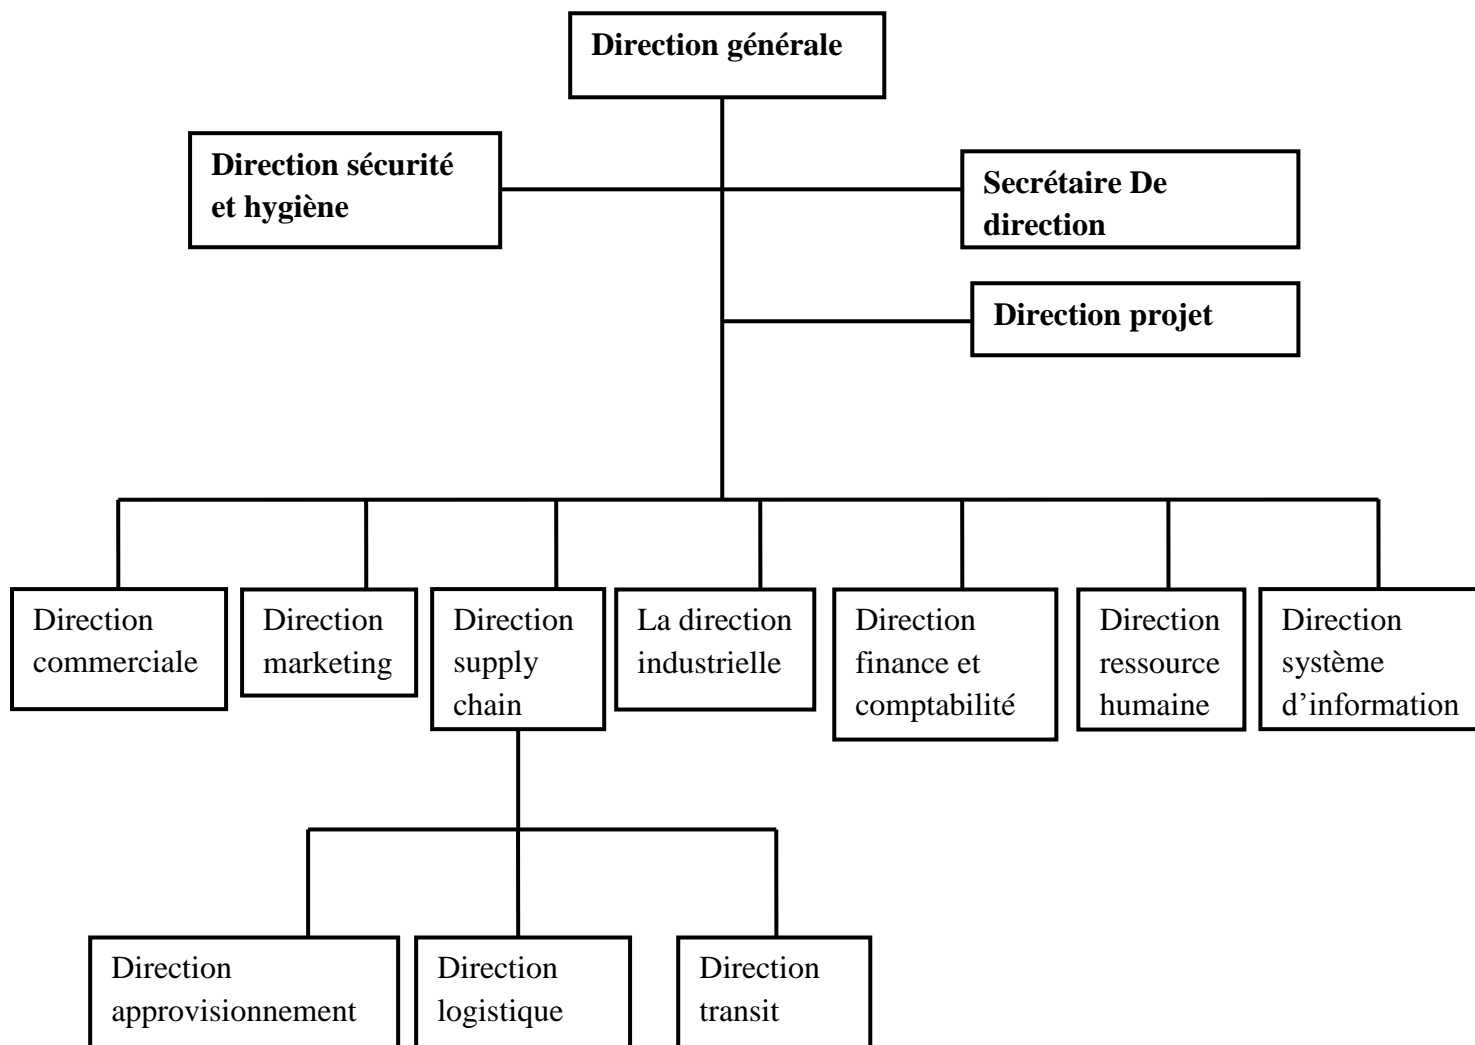 Direction générale
Direction sécurité
et hygiène
Secrétaire De
direction
Direction projet
Direction
commerciale
Direction
marketing
Direction
supply
chain
La direction
industrielle
Direction
finance et
comptabilité
Direction
ressource
humaine
Direction
système
d’information
Direction
approvisionnement
Direction
logistique
Direction
transit